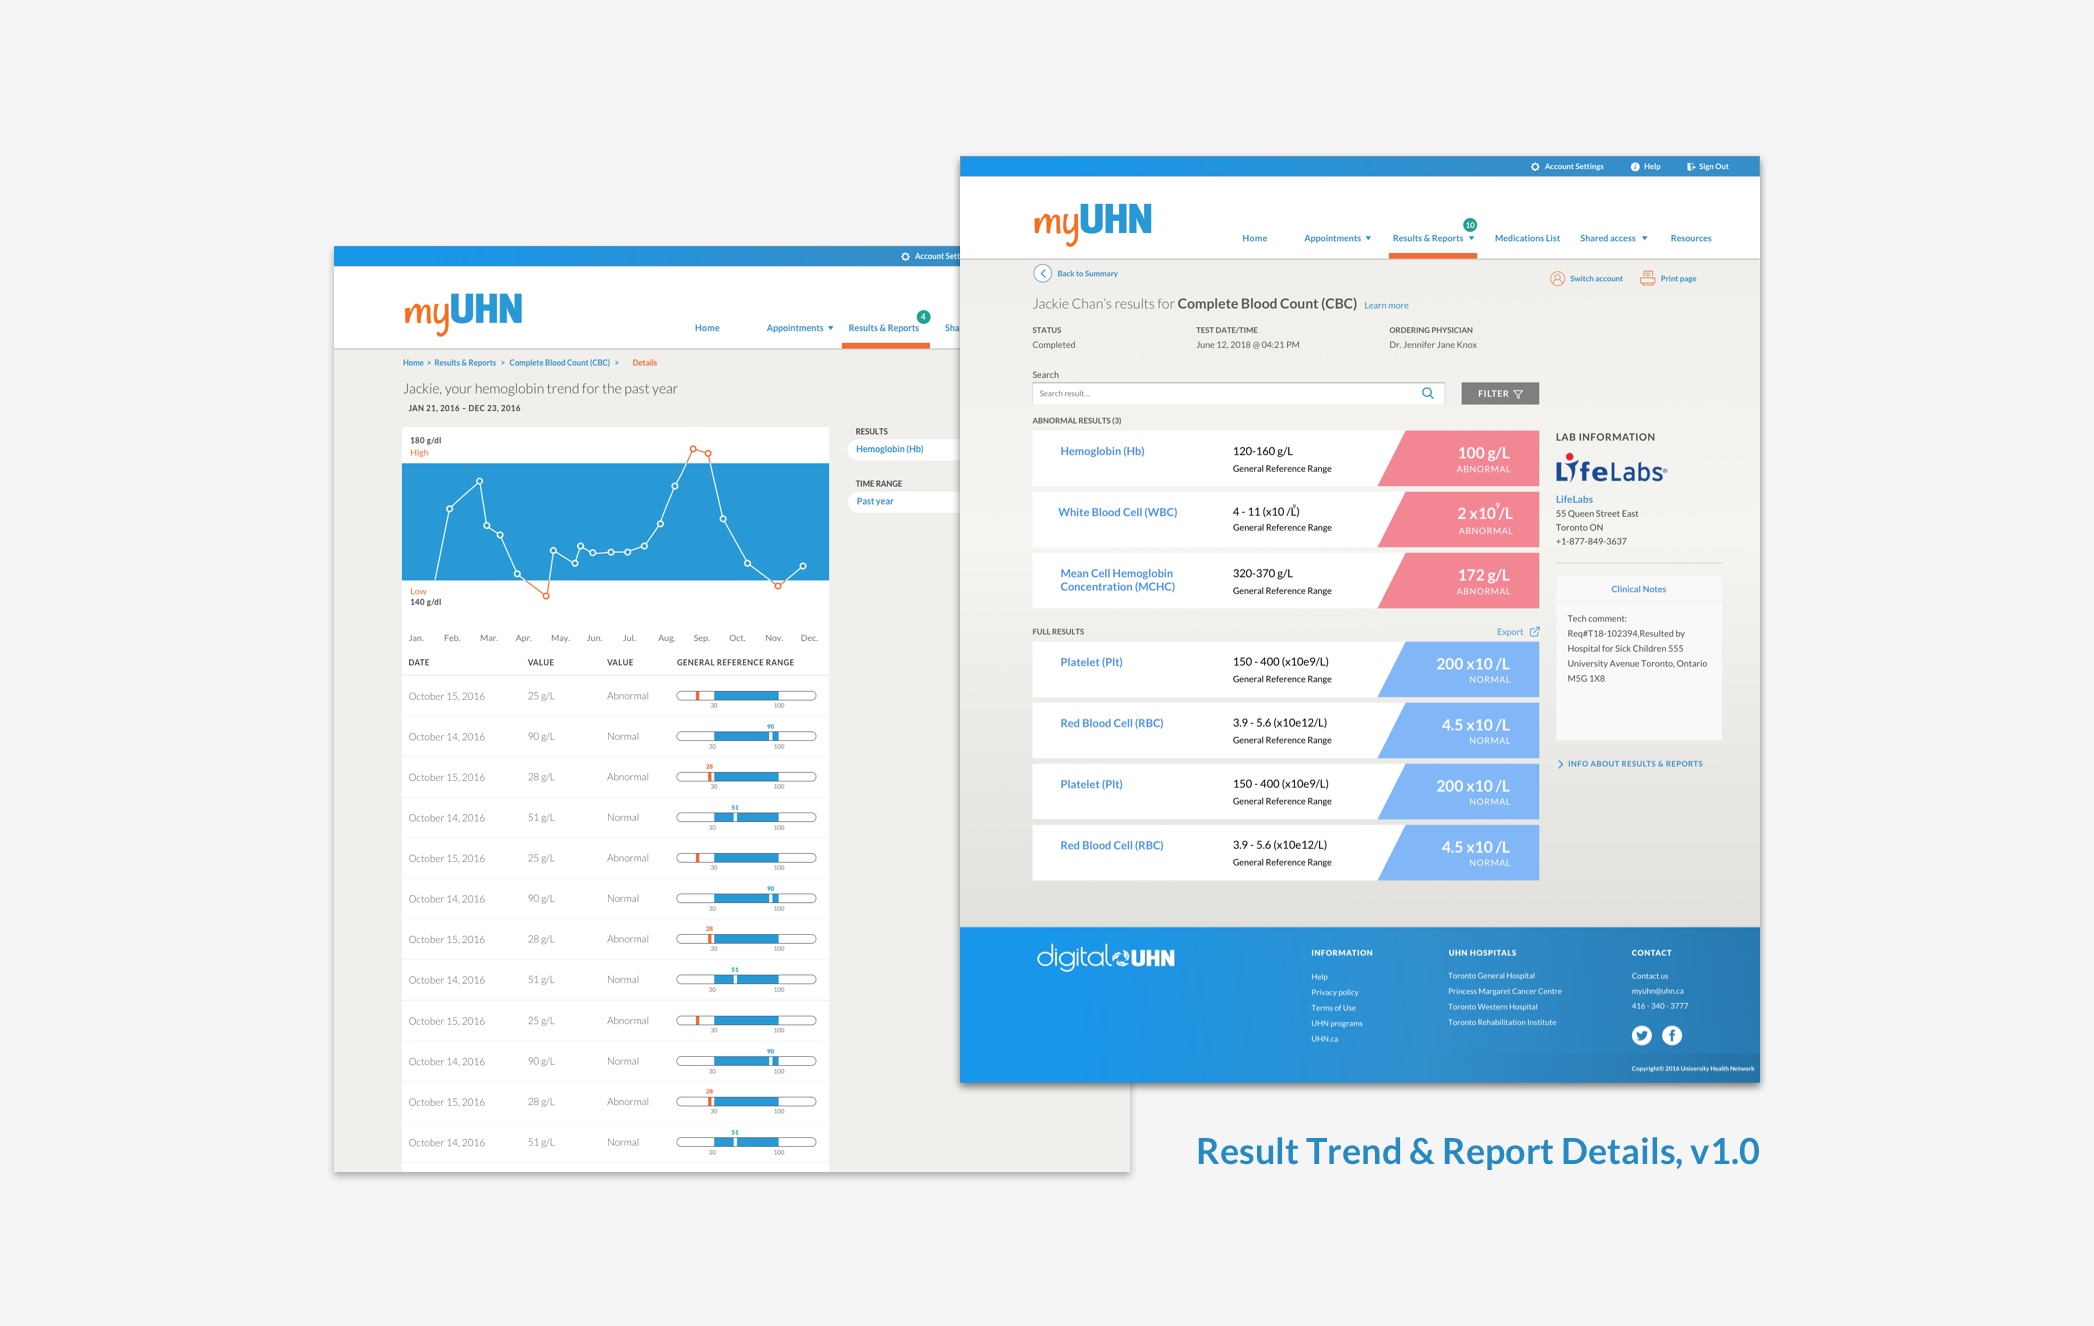 Account Sett
myUHN
Home
Appointments
Results & Reports
4
Sha
Home > Results & Reports > Complete Blood Count (CBC) > Details
Jackie, your hemoglobin trend for the past year
JAN 21, 2016 – DEC 23, 2016
180 g/dl
High
Low
140 g/dl
Jan. Feb. Mar. Apr. May. Jun. Jul. Aug. Sep. Oct. Nov. Dec.
RESULTS
Hemoglobin (Hb)
TIME RANGE
Past year
DATE VALUE VALUE GENERAL REFERENCE RANGE
October 15, 2016 25 g/L Abnormal
30 100
90
October 14, 2016 90 g/L Normal
30 100
28
October 15, 2016 28 g/L Abnormal
30 100
51
October 14, 2016 51 g/L Normal
30 100
October 15, 2016 25 g/L Abnormal
30 100
90
October 14, 2016 90 g/L Normal
30 100
28
October 15, 2016 28 g/L Abnormal
30 100
51
October 14, 2016 51 g/L Normal
30 100
October 15, 2016 25 g/L Abnormal
30 100
90
October 14, 2016 90 g/L Normal
30 100
28
October 15, 2016 28 g/L Abnormal
30 100
51
October 14, 2016 51 g/L Normal
30 100
Account Settings Help Sign Out
myUHN
10
Home Appointments Results & Reports Medications List Shared access Resources
Back to Summary
Switch account Print page
Jackie Chan's results for Complete Blood Count (CBC) Learn more
STATUS TEST DATE/TIME ORDERING PHYSICIAN
Completed June 12, 2018 @ 04:21 PM Dr. Jennifer Jane Knox
Search
Search result... FILTER
ABNORMAL RESULTS (3)
Hemoglobin (Hb) 120-160 g/L 100 g/L
General Reference Range ABNORMAL
White Blood Cell (WBC) 4 - 11 (x10⁹/L) 2 x10⁹/L
General Reference Range ABNORMAL
Mean Cell Hemoglobin 320-370 g/L 172 g/L
Concentration (MCHC) General Reference Range ABNORMAL
FULL RESULTS Export
Platelet (Plt) 150 - 400 (x10e9/L) 200 x10 /L
General Reference Range NORMAL
Red Blood Cell (RBC) 3.9 - 5.6 (x10e12/L) 4.5 x10 /L
General Reference Range NORMAL
Platelet (Plt) 150 - 400 (x10e9/L) 200 x10 /L
General Reference Range NORMAL
Red Blood Cell (RBC) 3.9 - 5.6 (x10e12/L) 4.5 x10 /L
General Reference Range NORMAL
LAB INFORMATION
LifeLabs®
LifeLabs
55 Queen Street East
Toronto ON
+1-877-849-3637
Clinical Notes
Tech comment:
Req#T18-102394,Resulted by
Hospital for Sick Children 555
University Avenue Toronto, Ontario
M5G 1X8
INFO ABOUT RESULTS & REPORTS
digital UHN
INFORMATION
Help
Privacy policy
Terms of Use
UHN programs
UHN.ca
UHN HOSPITALS
Toronto General Hospital
Princess Margaret Cancer Centre
Toronto Western Hospital
Toronto Rehabilitation Institute
CONTACT
Contact us
myuhn@uhn.ca
416 - 340 - 3777
Copyright© 2016 University Health Network
Result Trend & Report Details, v1.0